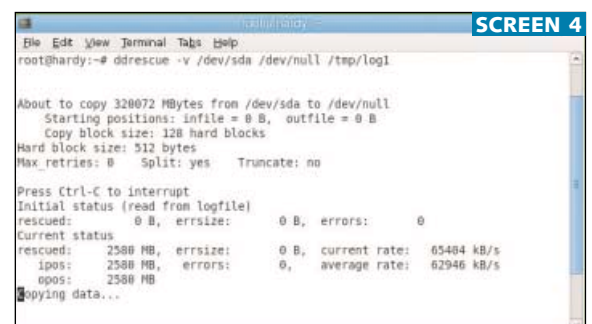 SCREEN 4
File Edit View Terminal Tabs Help
root@hardy:~# ddrescue -v /dev/sda /dev/null /tmp/log1
About to copy 320072 MBytes from /dev/sda to /dev/null
Starting positions: infile = 0 B, outfile = 0 B
Copy block size: 128 hard blocks
Hard block size: 512 bytes
Max_retries: 0 Split: yes Truncate: no
Press Ctrl-C to interrupt
Initial status (read from logfile)
rescued: 0 B, errsize: 0 B, errors: 0
Current status
rescued: 2580 MB, errsize: 0 B, current rate: 65404 kB/s
ipos: 2580 MB, errors: 0, average rate: 62946 kB/s
opos: 2580 MB
Copying data...